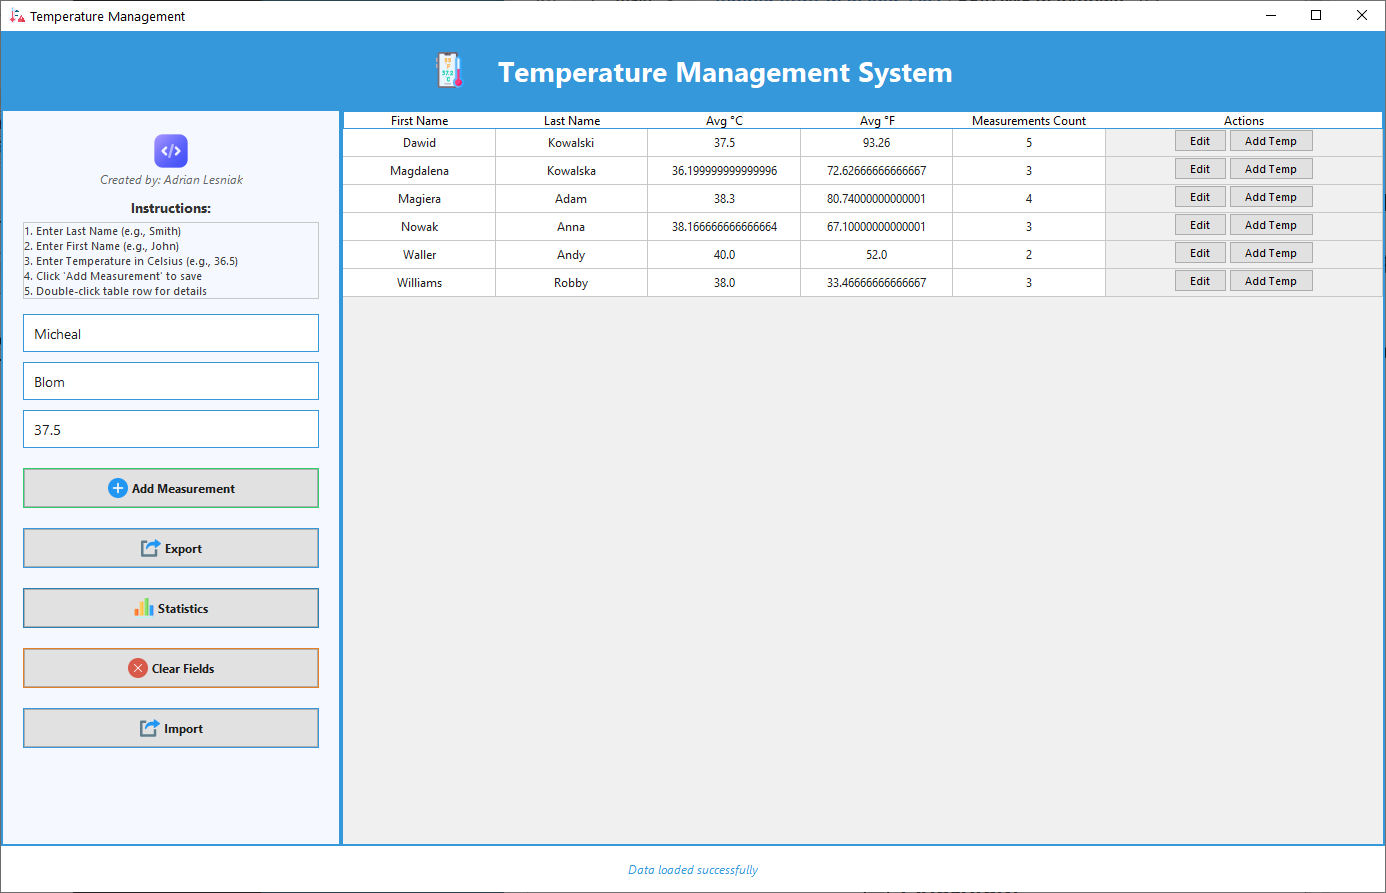 Temperature Management
Temperature Management System
Created by: Adrian Lesniak
Instructions:
1. Enter Last Name (e.g., Smith)
2. Enter First Name (e.g., John)
3. Enter Temperature in Celsius (e.g., 36.5)
4. Click 'Add Measurement' to save
5. Double-click table row for details
Micheal
Blom
37.5
Add Measurement
Export
Statistics
Clear Fields
Import
First Name Last Name Avg °C Avg °F Measurements Count Actions
Dawid Kowalski 37.5 93.26 5 Edit Add Temp
Magdalena Kowalska 36.199999999999996 72.62666666666667 3 Edit Add Temp
Magiera Adam 38.3 80.74000000000001 4 Edit Add Temp
Nowak Anna 38.166666666666664 67.10000000000001 3 Edit Add Temp
Waller Andy 40.0 52.0 2 Edit Add Temp
Williams Robby 38.0 33.46666666666667 3 Edit Add Temp
Data loaded successfully